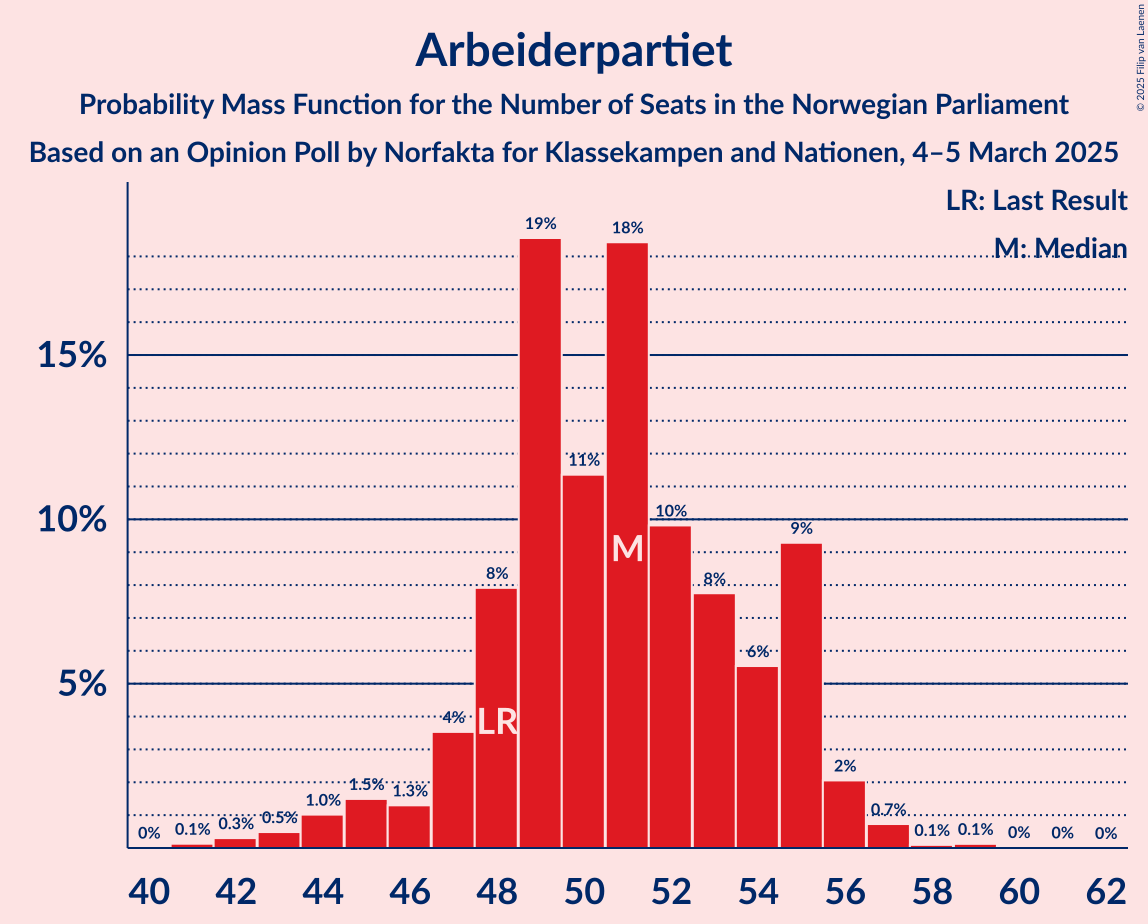 Arbeiderpartiet
Probability Mass Function for the Number of Seats in the Norwegian Parliament
Based on an Opinion Poll by Norfakta for Klassekampen and Nationen, 4–5 March 2025
© 2025 Filip van Laenen
LR: Last Result
M: Median
15%
10%
5%
0%
0.1%
0.3%
0.5%
1.0%
1.5%
1.3%
4%
8%
19%
11%
18%
10%
8%
6%
9%
2%
0.7%
0.1%
0.1%
0%
0%
0%
LR
M
40 42 44 46 48 50 52 54 56 58 60 62